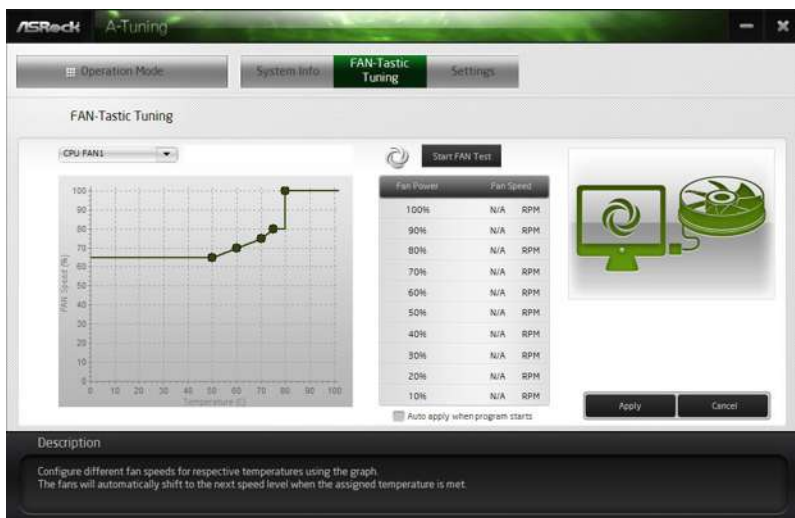 ASRock A-Tuning
Operation Mode
System Info
FAN-Tastic
Tuning
Settings
FAN-Tastic Tuning
CPU FAN1
Start FAN Test
100
90
80
70
60
50
40
30
20
10
0
FAN Speed (%)
0 10 20 30 40 50 60 70 80 90 100
Temperature (C)
Fan Power Fan Speed
100% N/A RPM
90% N/A RPM
80% N/A RPM
70% N/A RPM
60% N/A RPM
50% N/A RPM
40% N/A RPM
30% N/A RPM
20% N/A RPM
10% N/A RPM
Auto apply when program starts
Apply
Cancel
Description
Configure different fan speeds for respective temperatures using the graph.
The fans will automatically shift to the next speed level when the assigned temperature is met.